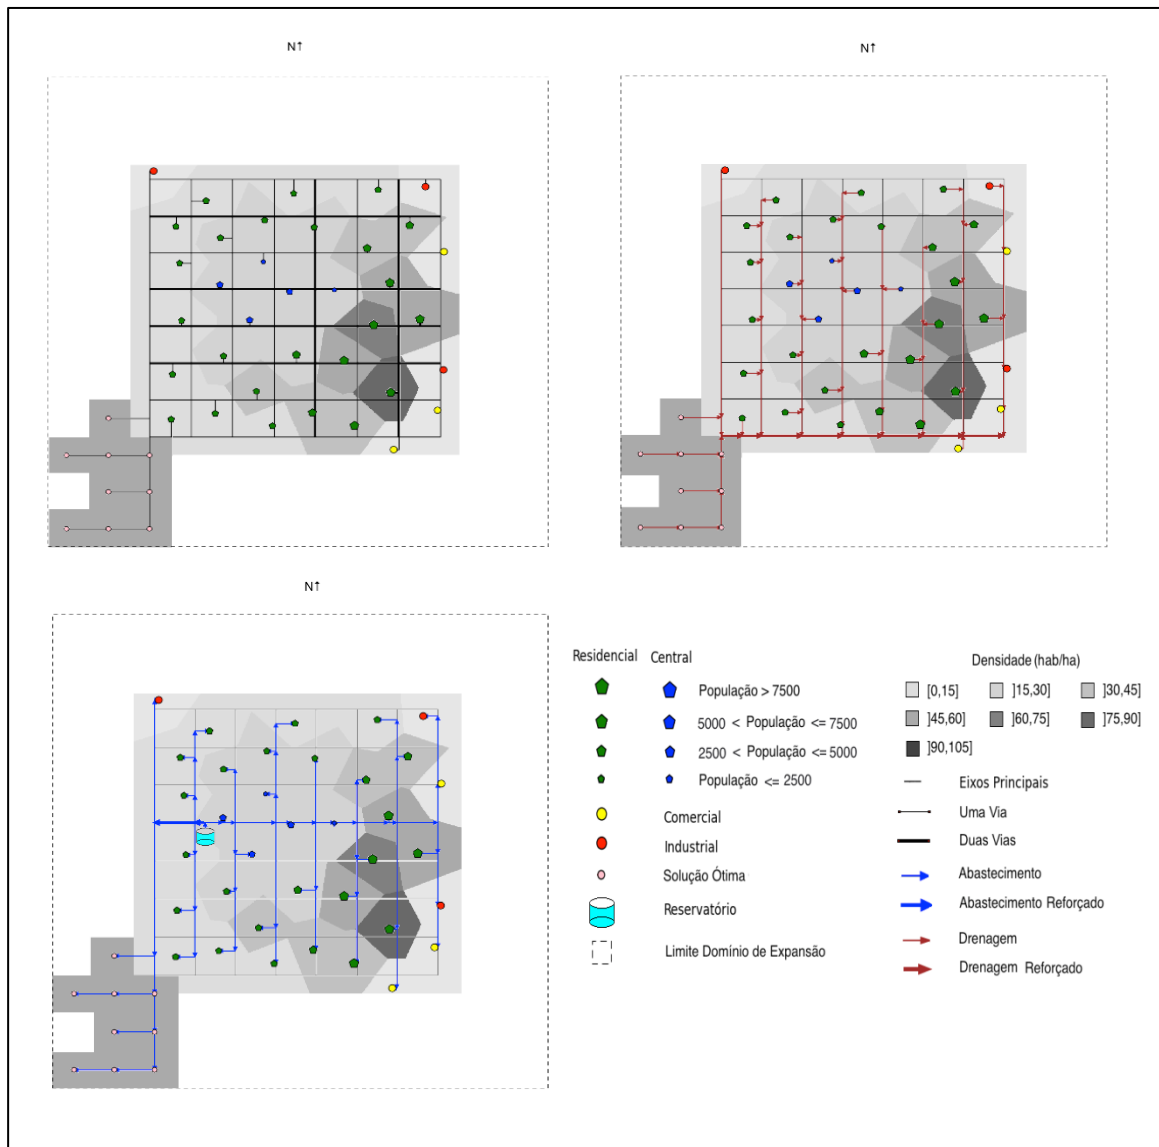 N↑
N↑
N↑
Residencial
Central
População > 7500
5000 < População <= 7500
2500 < População <= 5000
População <= 2500
Comercial
Industrial
Solução Ótima
Reservatório
Limite Domínio de Expansão
Densidade (hab/ha)
[0,15]
]15,30]
]30,45]
]45,60]
]60,75]
]75,90]
]90,105]
Eixos Principais
Uma Via
Duas Vias
Abastecimento
Abastecimento Reforçado
Drenagem
Drenagem Reforçado